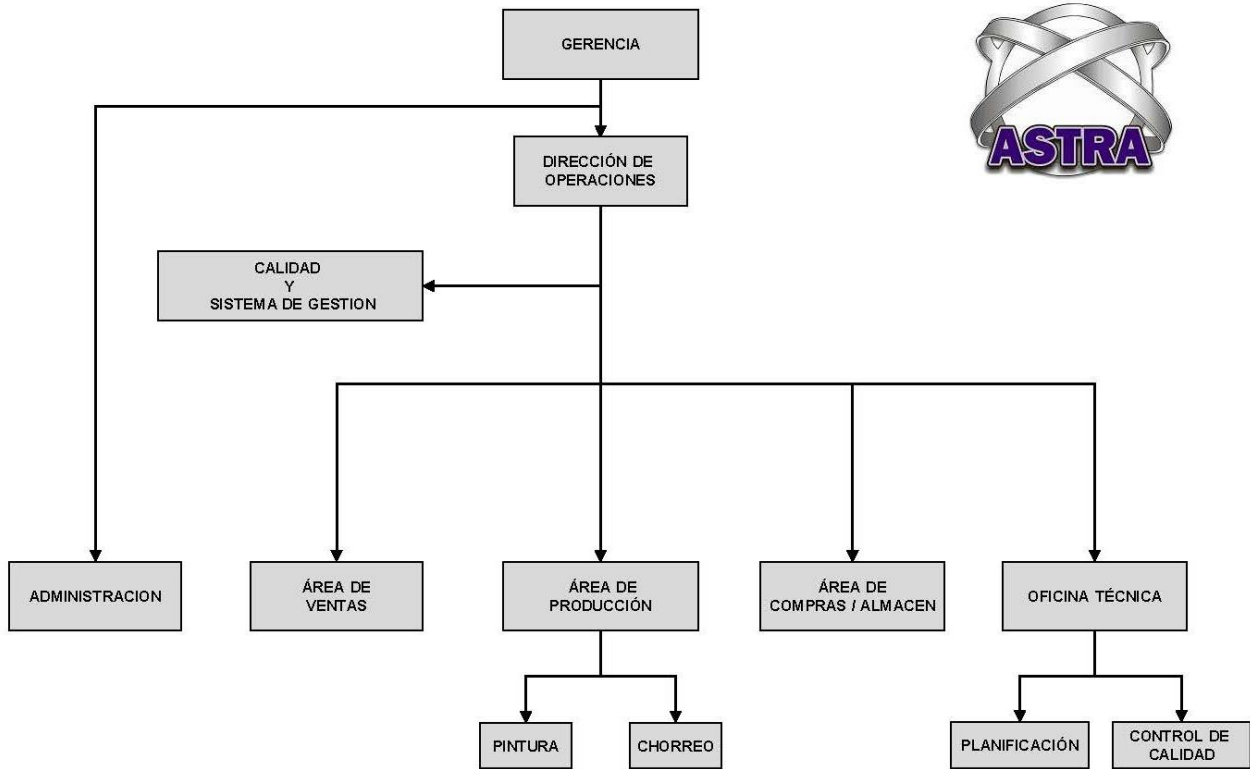 GERENCIA
ASTRA
DIRECCIÓN DE
OPERACIONES
CALIDAD
Y
SISTEMA DE GESTION
ADMINISTRACION
ÁREA DE
VENTAS
ÁREA DE
PRODUCCIÓN
ÁREA DE
COMPRAS / ALMACEN
OFICINA TÉCNICA
PINTURA
CHORREO
PLANIFICACIÓN
CONTROL DE
CALIDAD